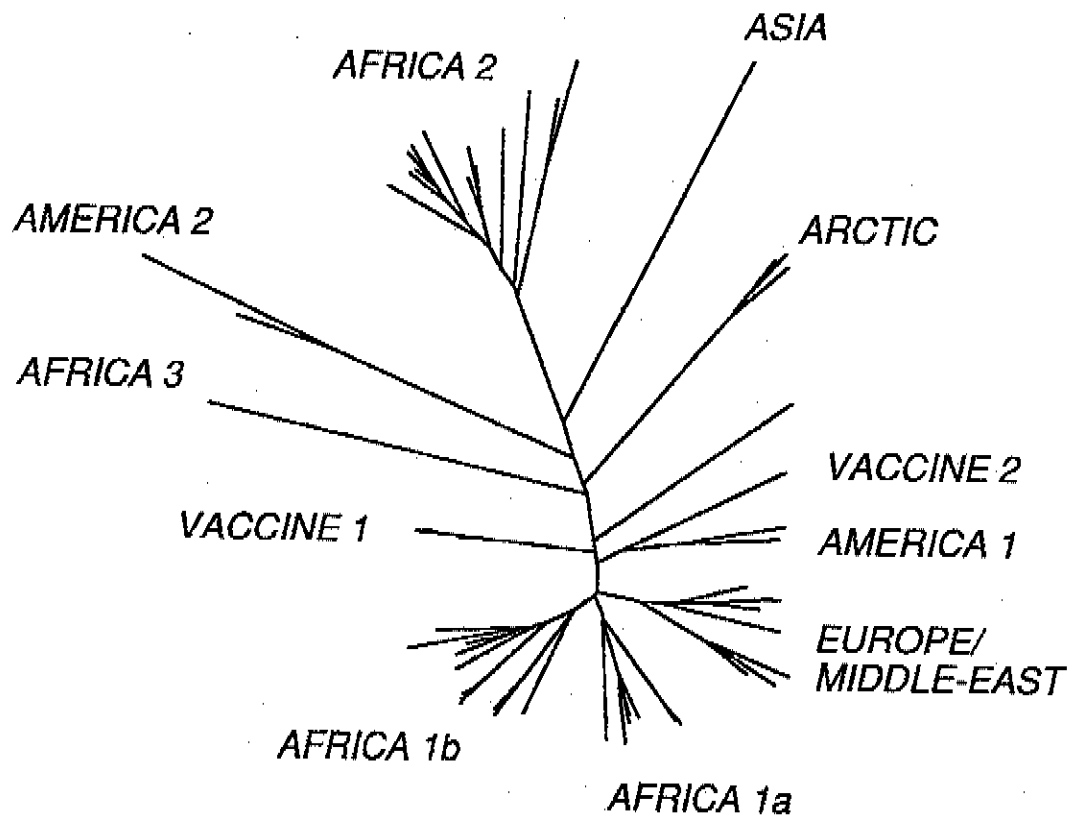 ASIA
AFRICA 2
AMERICA 2
ARCTIC
AFRICA 3
VACCINE 2
VACCINE 1
AMERICA 1
EUROPE/
MIDDLE-EAST
AFRICA 1b
AFRICA 1a